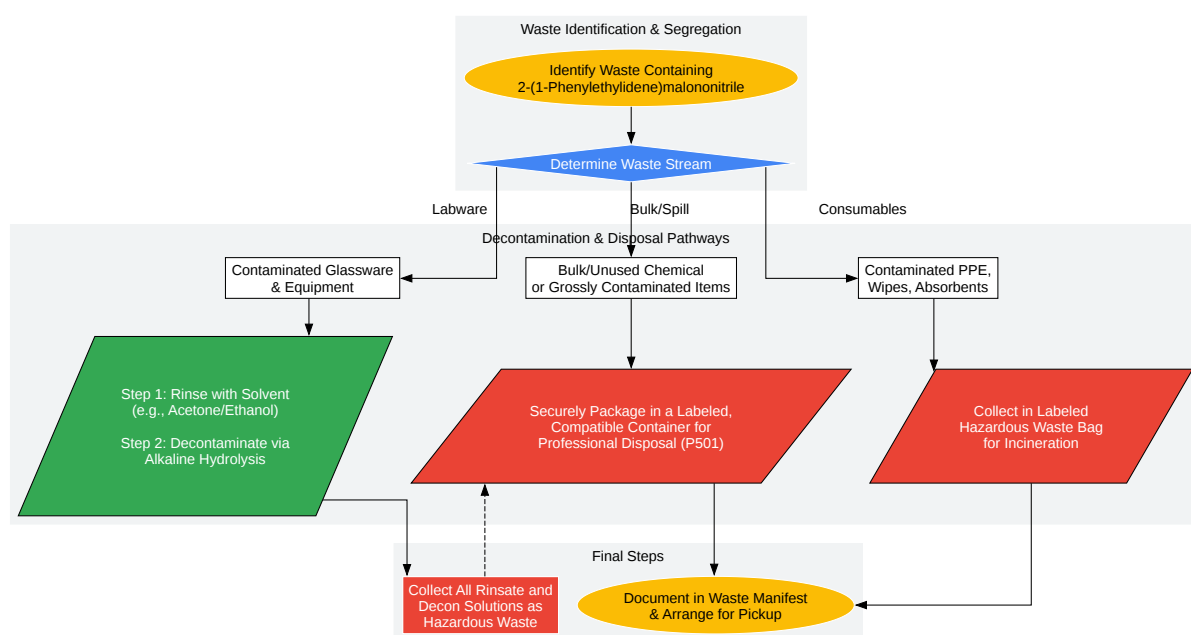 Waste Identification & Segregation
Identify Waste Containing
2-(1-Phenylethylidene)malononitrile
Determine Waste Stream
Labware
Bulk/Spill
Consumables
Decontamination & Disposal Pathways
Contaminated Glassware
& Equipment
Bulk/Unused Chemical
or Grossly Contaminated Items
Contaminated PPE,
Wipes, Absorbents
Step 1: Rinse with Solvent
(e.g., Acetone/Ethanol)
Step 2: Decontaminate via
Alkaline Hydrolysis
Securely Package in a Labeled,
Compatible Container for
Professional Disposal (P501)
Collect in Labeled
Hazardous Waste Bag
for Incineration
Final Steps
Collect All Rinsate and
Decon Solutions as
Hazardous Waste
Document in Waste Manifest
& Arrange for Pickup